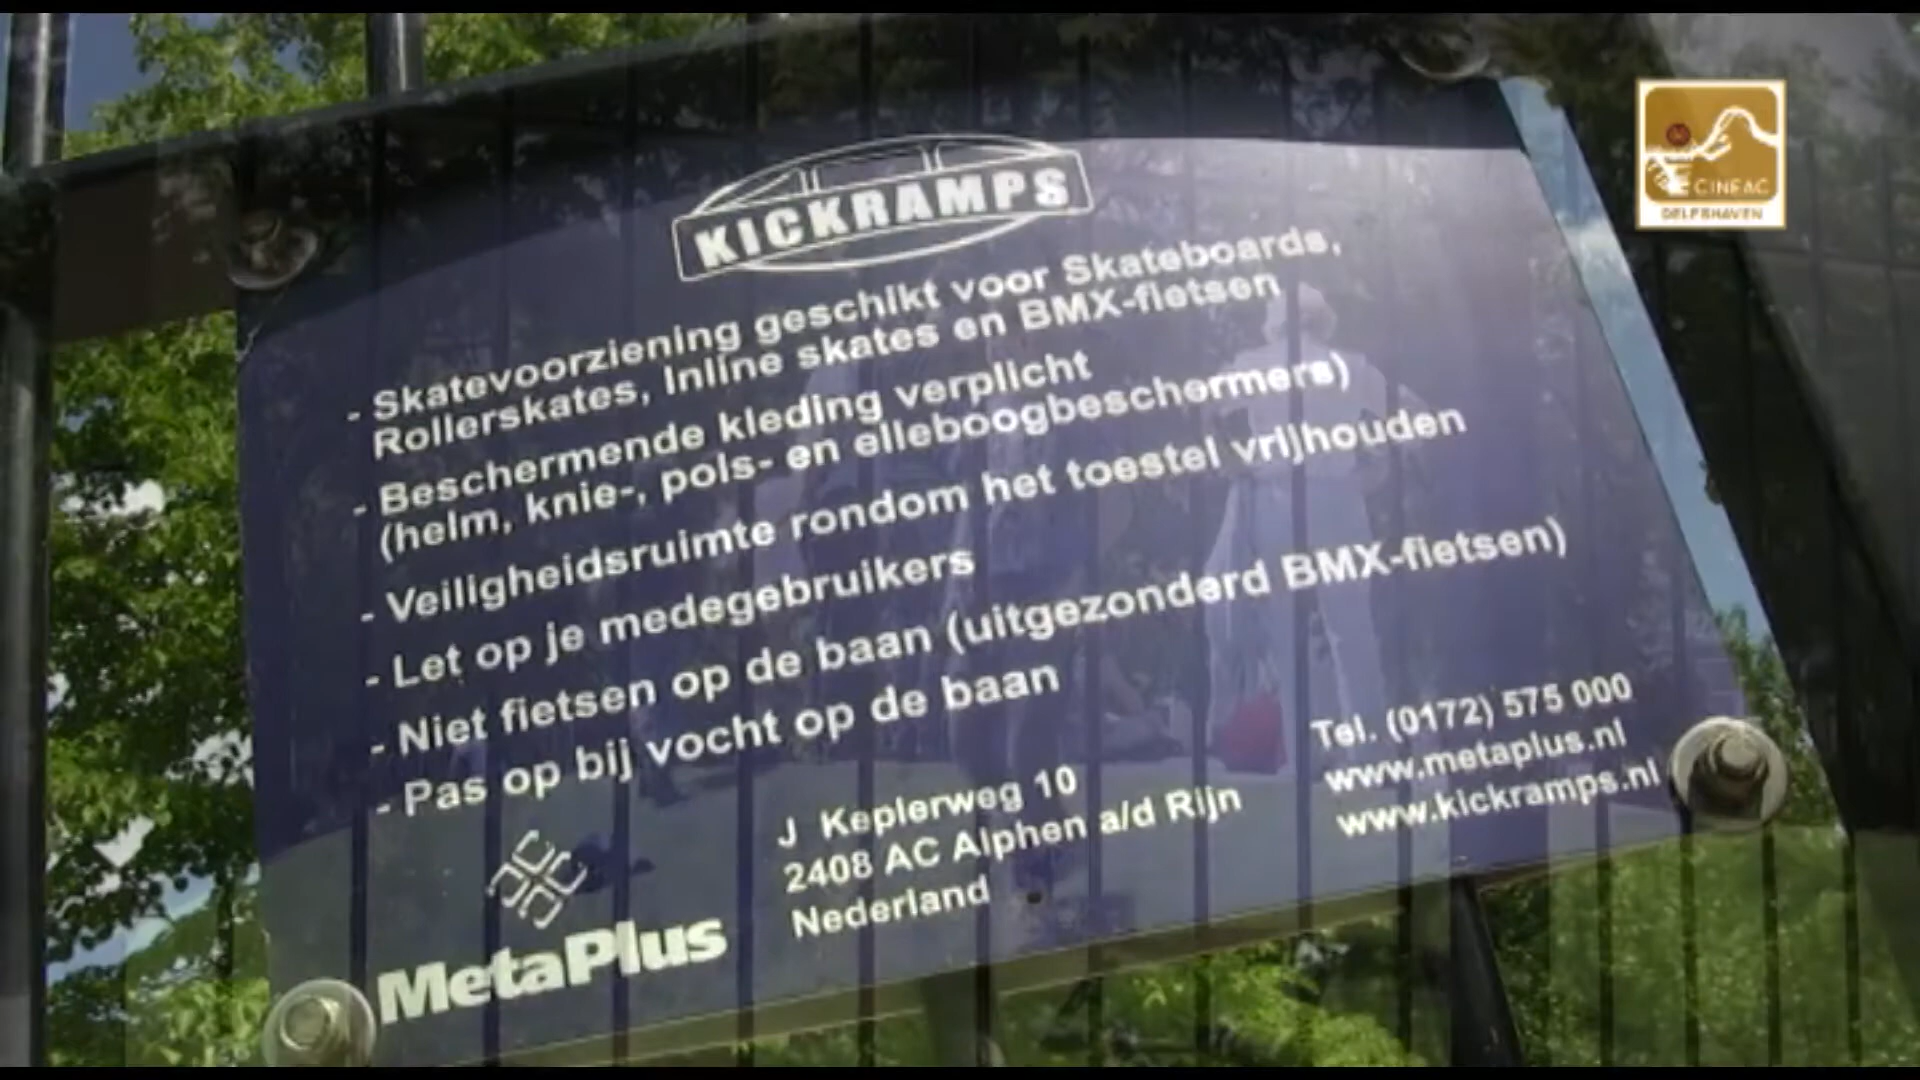 KICKRAMPS
- Skatevoorziening geschikt voor Skateboards,
Rollerskates, Inline skates en BMX-fietsen
- Beschermende kleding verplicht
(helm, knie-, pols- en elleboogbeschermers)
- Veiligheidsruimte rondom het toestel vrijhouden
- Let op je medegebruikers
- Niet fietsen op de baan (uitgezonderd BMX-fietsen)
- Pas op bij vocht op de baan
MetaPlus
J Keplerweg 10
2408 AC Alphen a/d Rijn
Nederland
Tel. (0172) 575 000
www.metaplus.nl
www.kickramps.nl
CINEAC
DELFSHAVEN